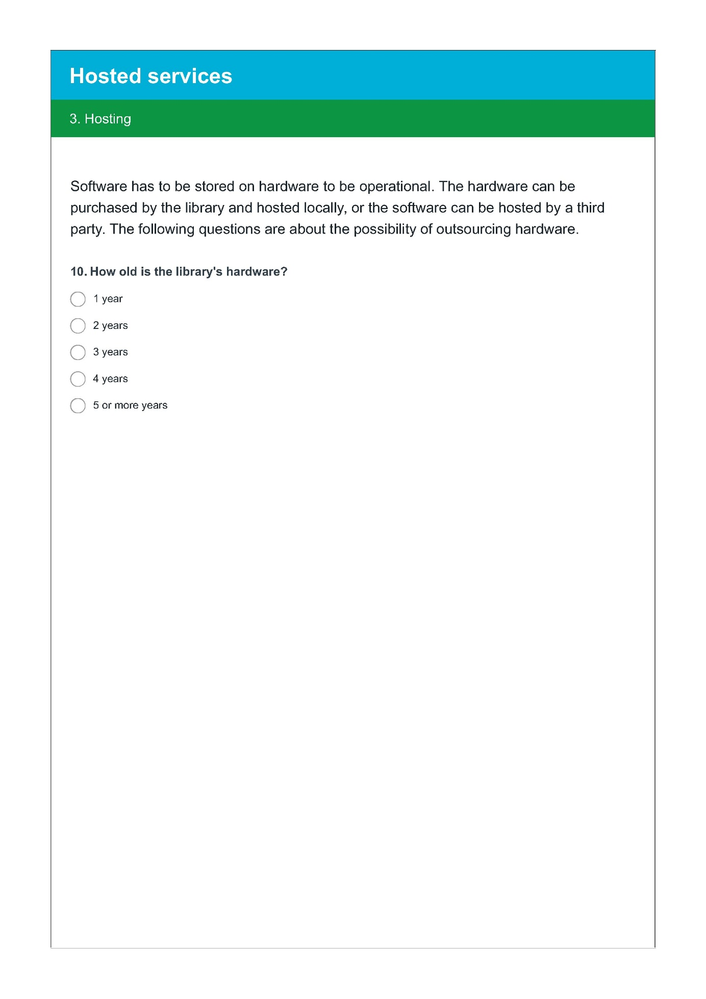 Hosted services
3. Hosting
Software has to be stored on hardware to be operational. The hardware can be
purchased by the library and hosted locally, or the software can be hosted by a third
party. The following questions are about the possibility of outsourcing hardware.
10. How old is the library's hardware?
1 year
2 years
3 years
4 years
5 or more years